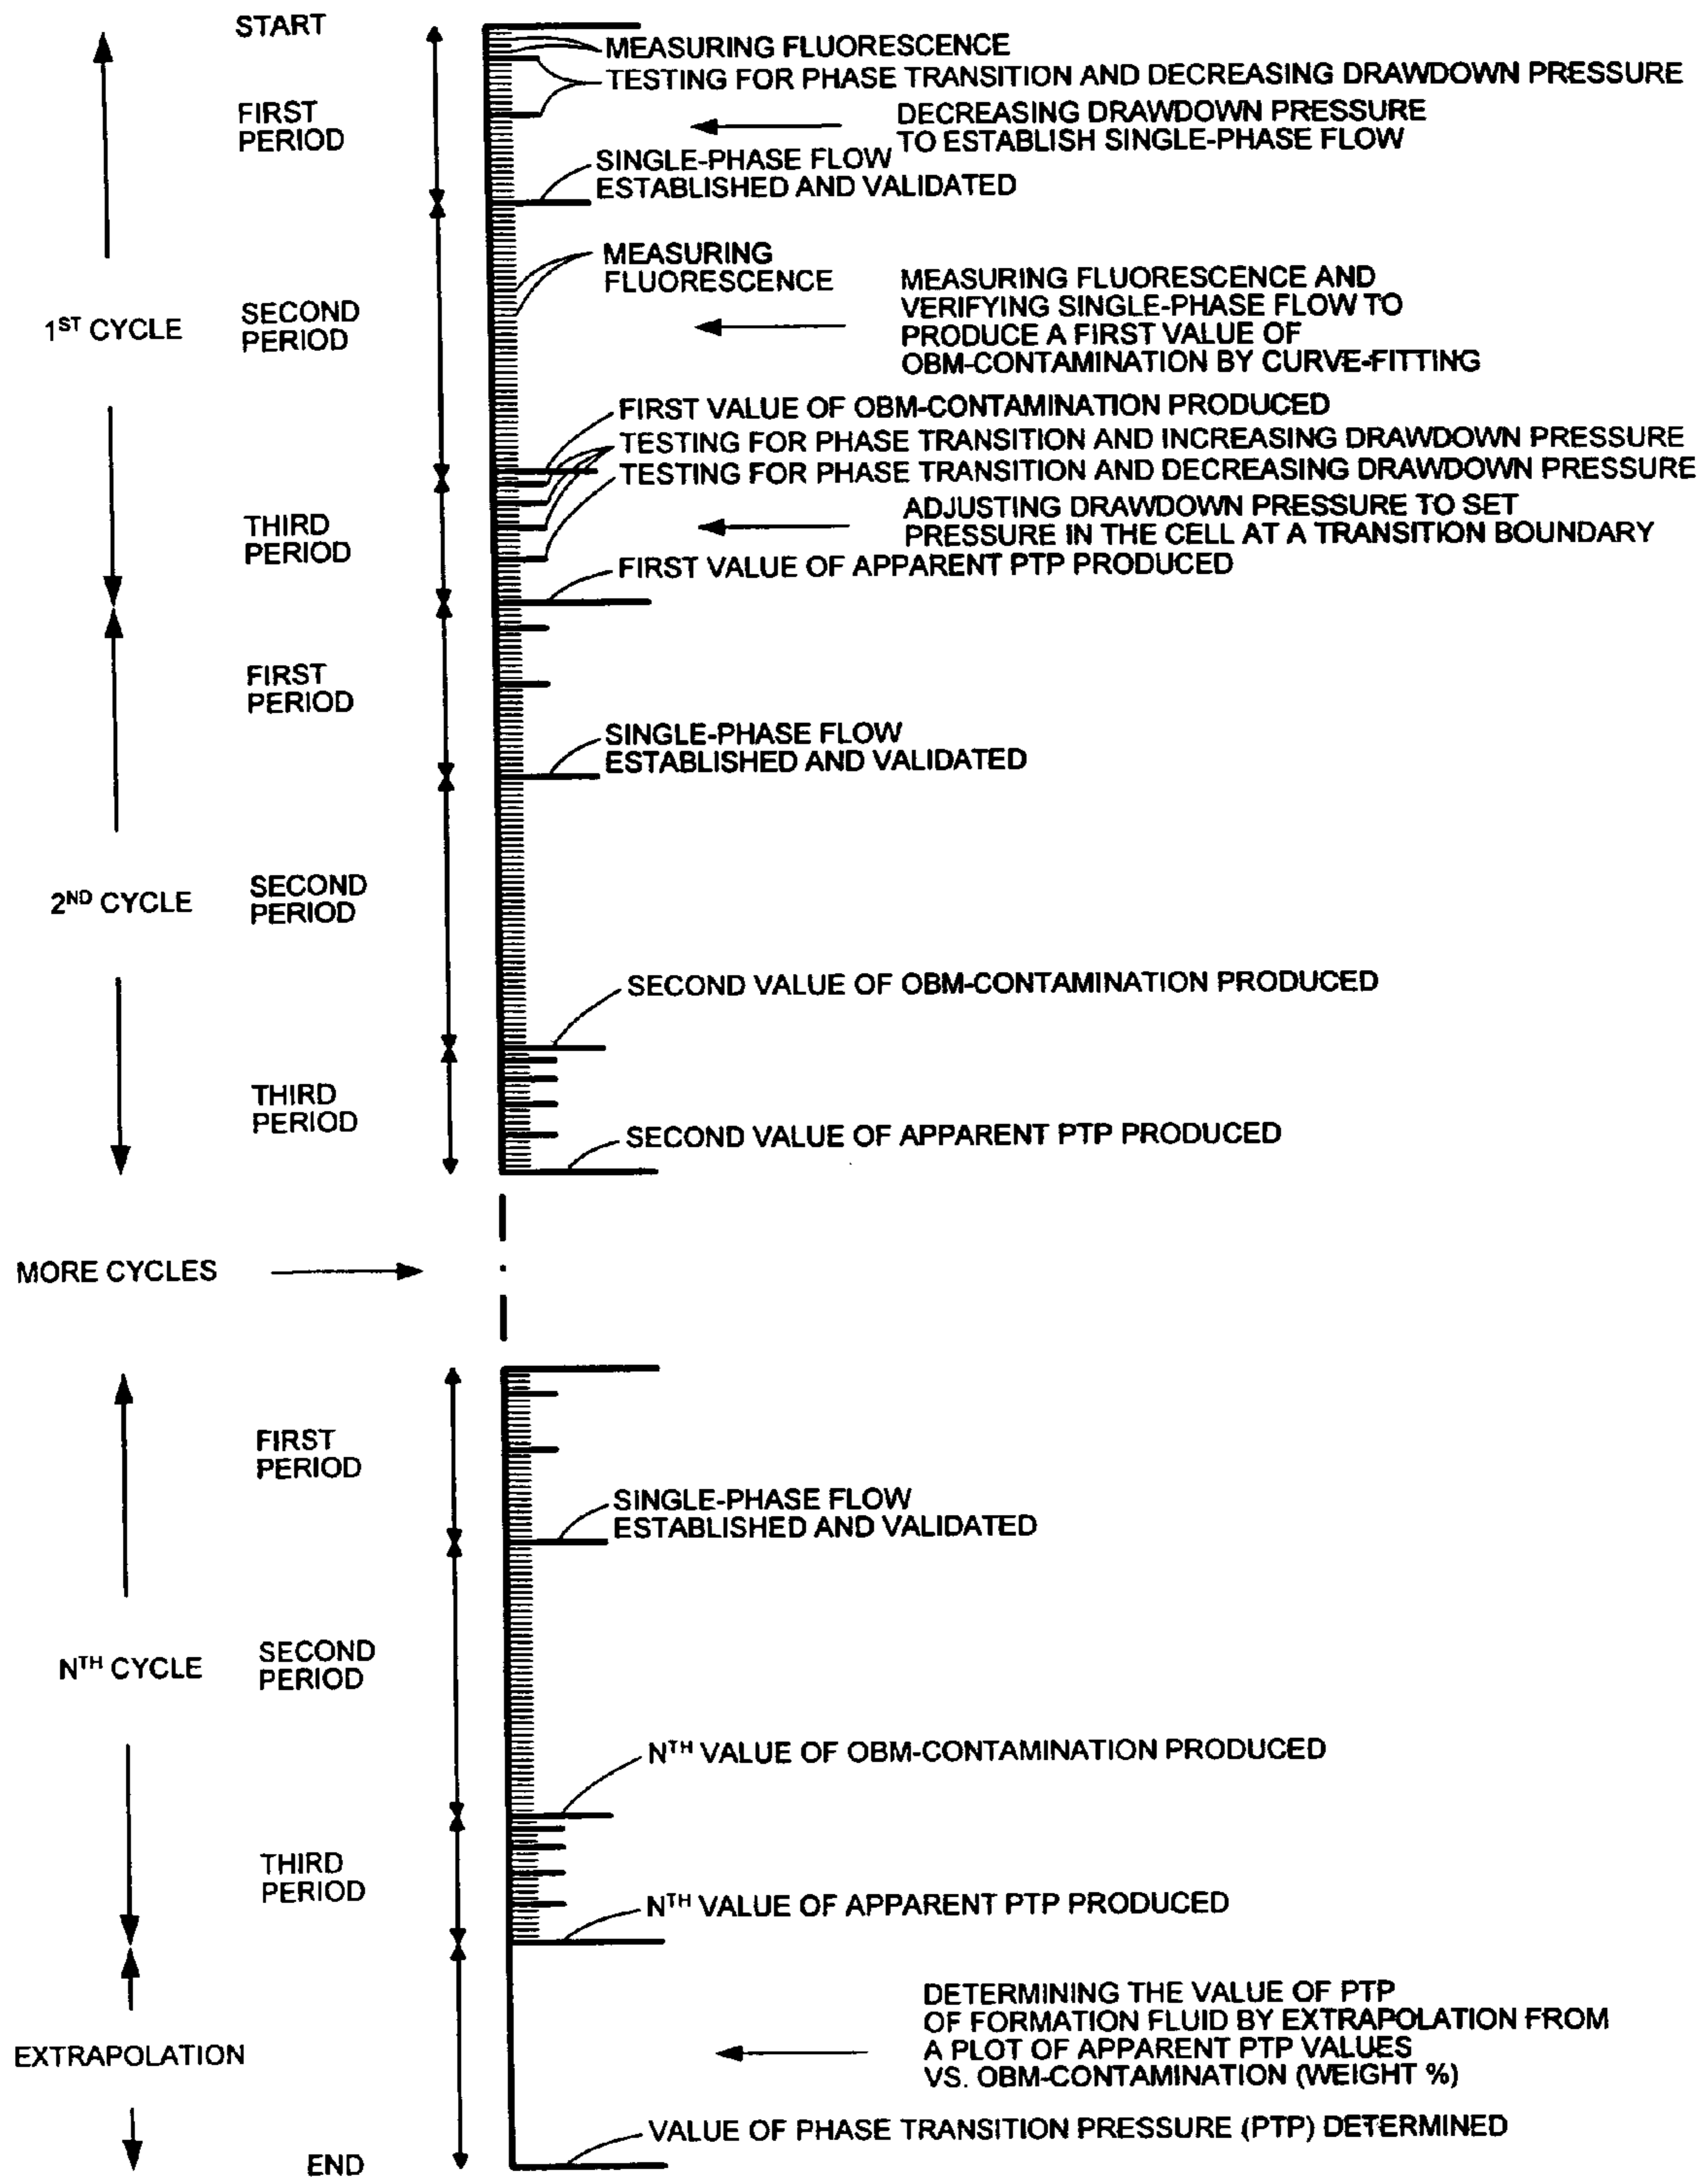 START
MEASURING FLUORESCENCE
TESTING FOR PHASE TRANSITION AND DECREASING DRAWDOWN PRESSURE
FIRST
PERIOD
DECREASING DRAWDOWN PRESSURE
TO ESTABLISH SINGLE-PHASE FLOW
SINGLE-PHASE FLOW
ESTABLISHED AND VALIDATED
1ST CYCLE
SECOND
PERIOD
MEASURING
FLUORESCENCE
MEASURING FLUORESCENCE AND
VERIFYING SINGLE-PHASE FLOW TO
PRODUCE A FIRST VALUE OF
OBM-CONTAMINATION BY CURVE-FITTING
FIRST VALUE OF OBM-CONTAMINATION PRODUCED
TESTING FOR PHASE TRANSITION AND INCREASING DRAWDOWN PRESSURE
TESTING FOR PHASE TRANSITION AND DECREASING DRAWDOWN PRESSURE
THIRD
PERIOD
ADJUSTING DRAWDOWN PRESSURE TO SET
PRESSURE IN THE CELL AT A TRANSITION BOUNDARY
FIRST VALUE OF APPARENT PTP PRODUCED
FIRST
PERIOD
SINGLE-PHASE FLOW
ESTABLISHED AND VALIDATED
2ND CYCLE
SECOND
PERIOD
SECOND VALUE OF OBM-CONTAMINATION PRODUCED
THIRD
PERIOD
SECOND VALUE OF APPARENT PTP PRODUCED
MORE CYCLES
FIRST
PERIOD
SINGLE-PHASE FLOW
ESTABLISHED AND VALIDATED
NTH CYCLE
SECOND
PERIOD
NTH VALUE OF OBM-CONTAMINATION PRODUCED
THIRD
PERIOD
NTH VALUE OF APPARENT PTP PRODUCED
EXTRAPOLATION
DETERMINING THE VALUE OF PTP
OF FORMATION FLUID BY EXTRAPOLATION FROM
A PLOT OF APPARENT PTP VALUES
VS. OBM-CONTAMINATION (WEIGHT %)
VALUE OF PHASE TRANSITION PRESSURE (PTP) DETERMINED
END